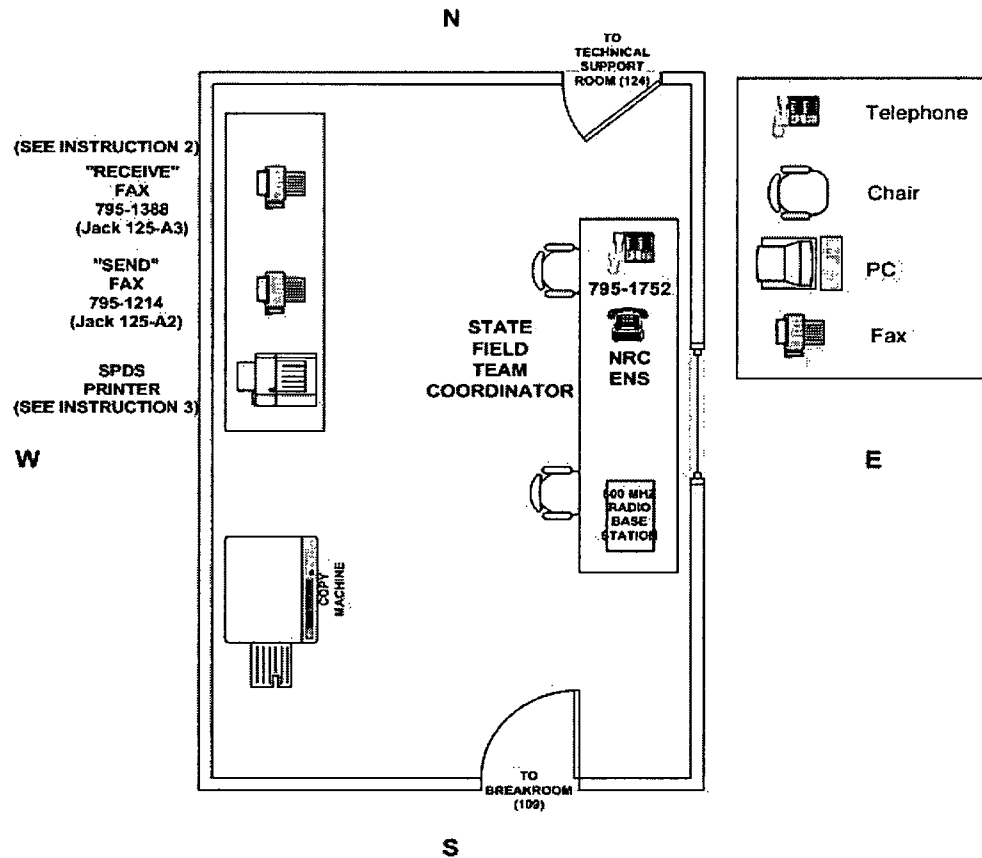 N
TO
TECHNICAL
SUPPORT
ROOM (124)
(SEE INSTRUCTION 2)
"RECEIVE"
FAX
795-1388
(Jack 125-A3)
"SEND"
FAX
795-1214
(Jack 125-A2)
SPDS
PRINTER
(SEE INSTRUCTION 3)
W
STATE
FIELD
TEAM
COORDINATOR
795-1752
NRC
ENS
RADIO
BASE
STATION
COPY
MACHINE
TO
BREAKROOM
(109)
S
Telephone
Chair
PC
Fax
E